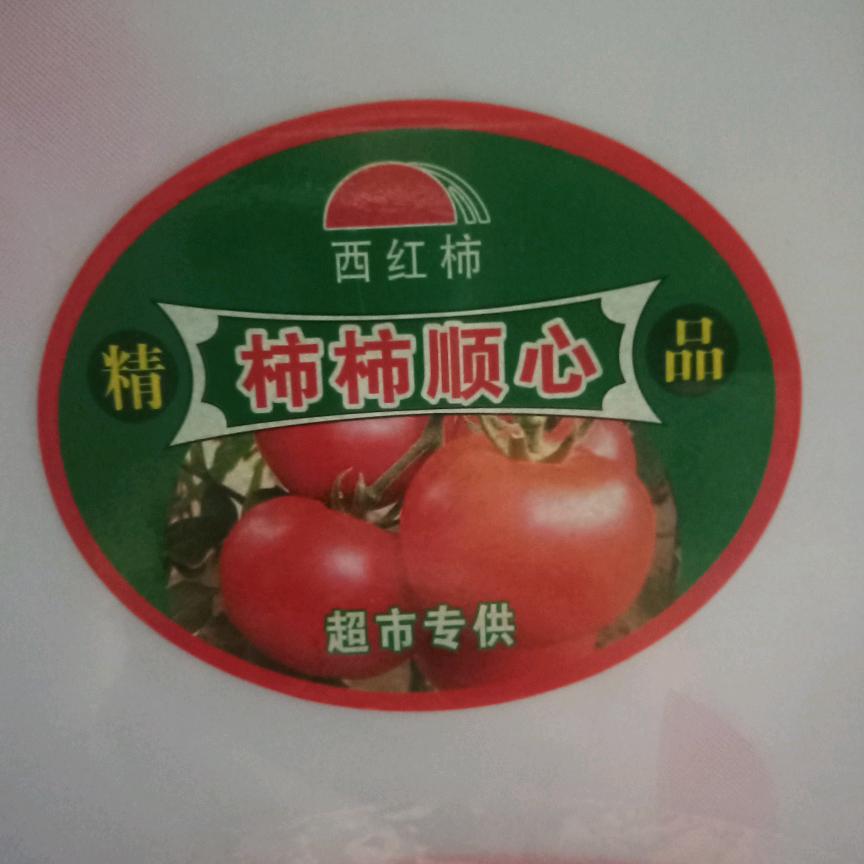 西红柿
精 柿柿顺心 品
超市专供